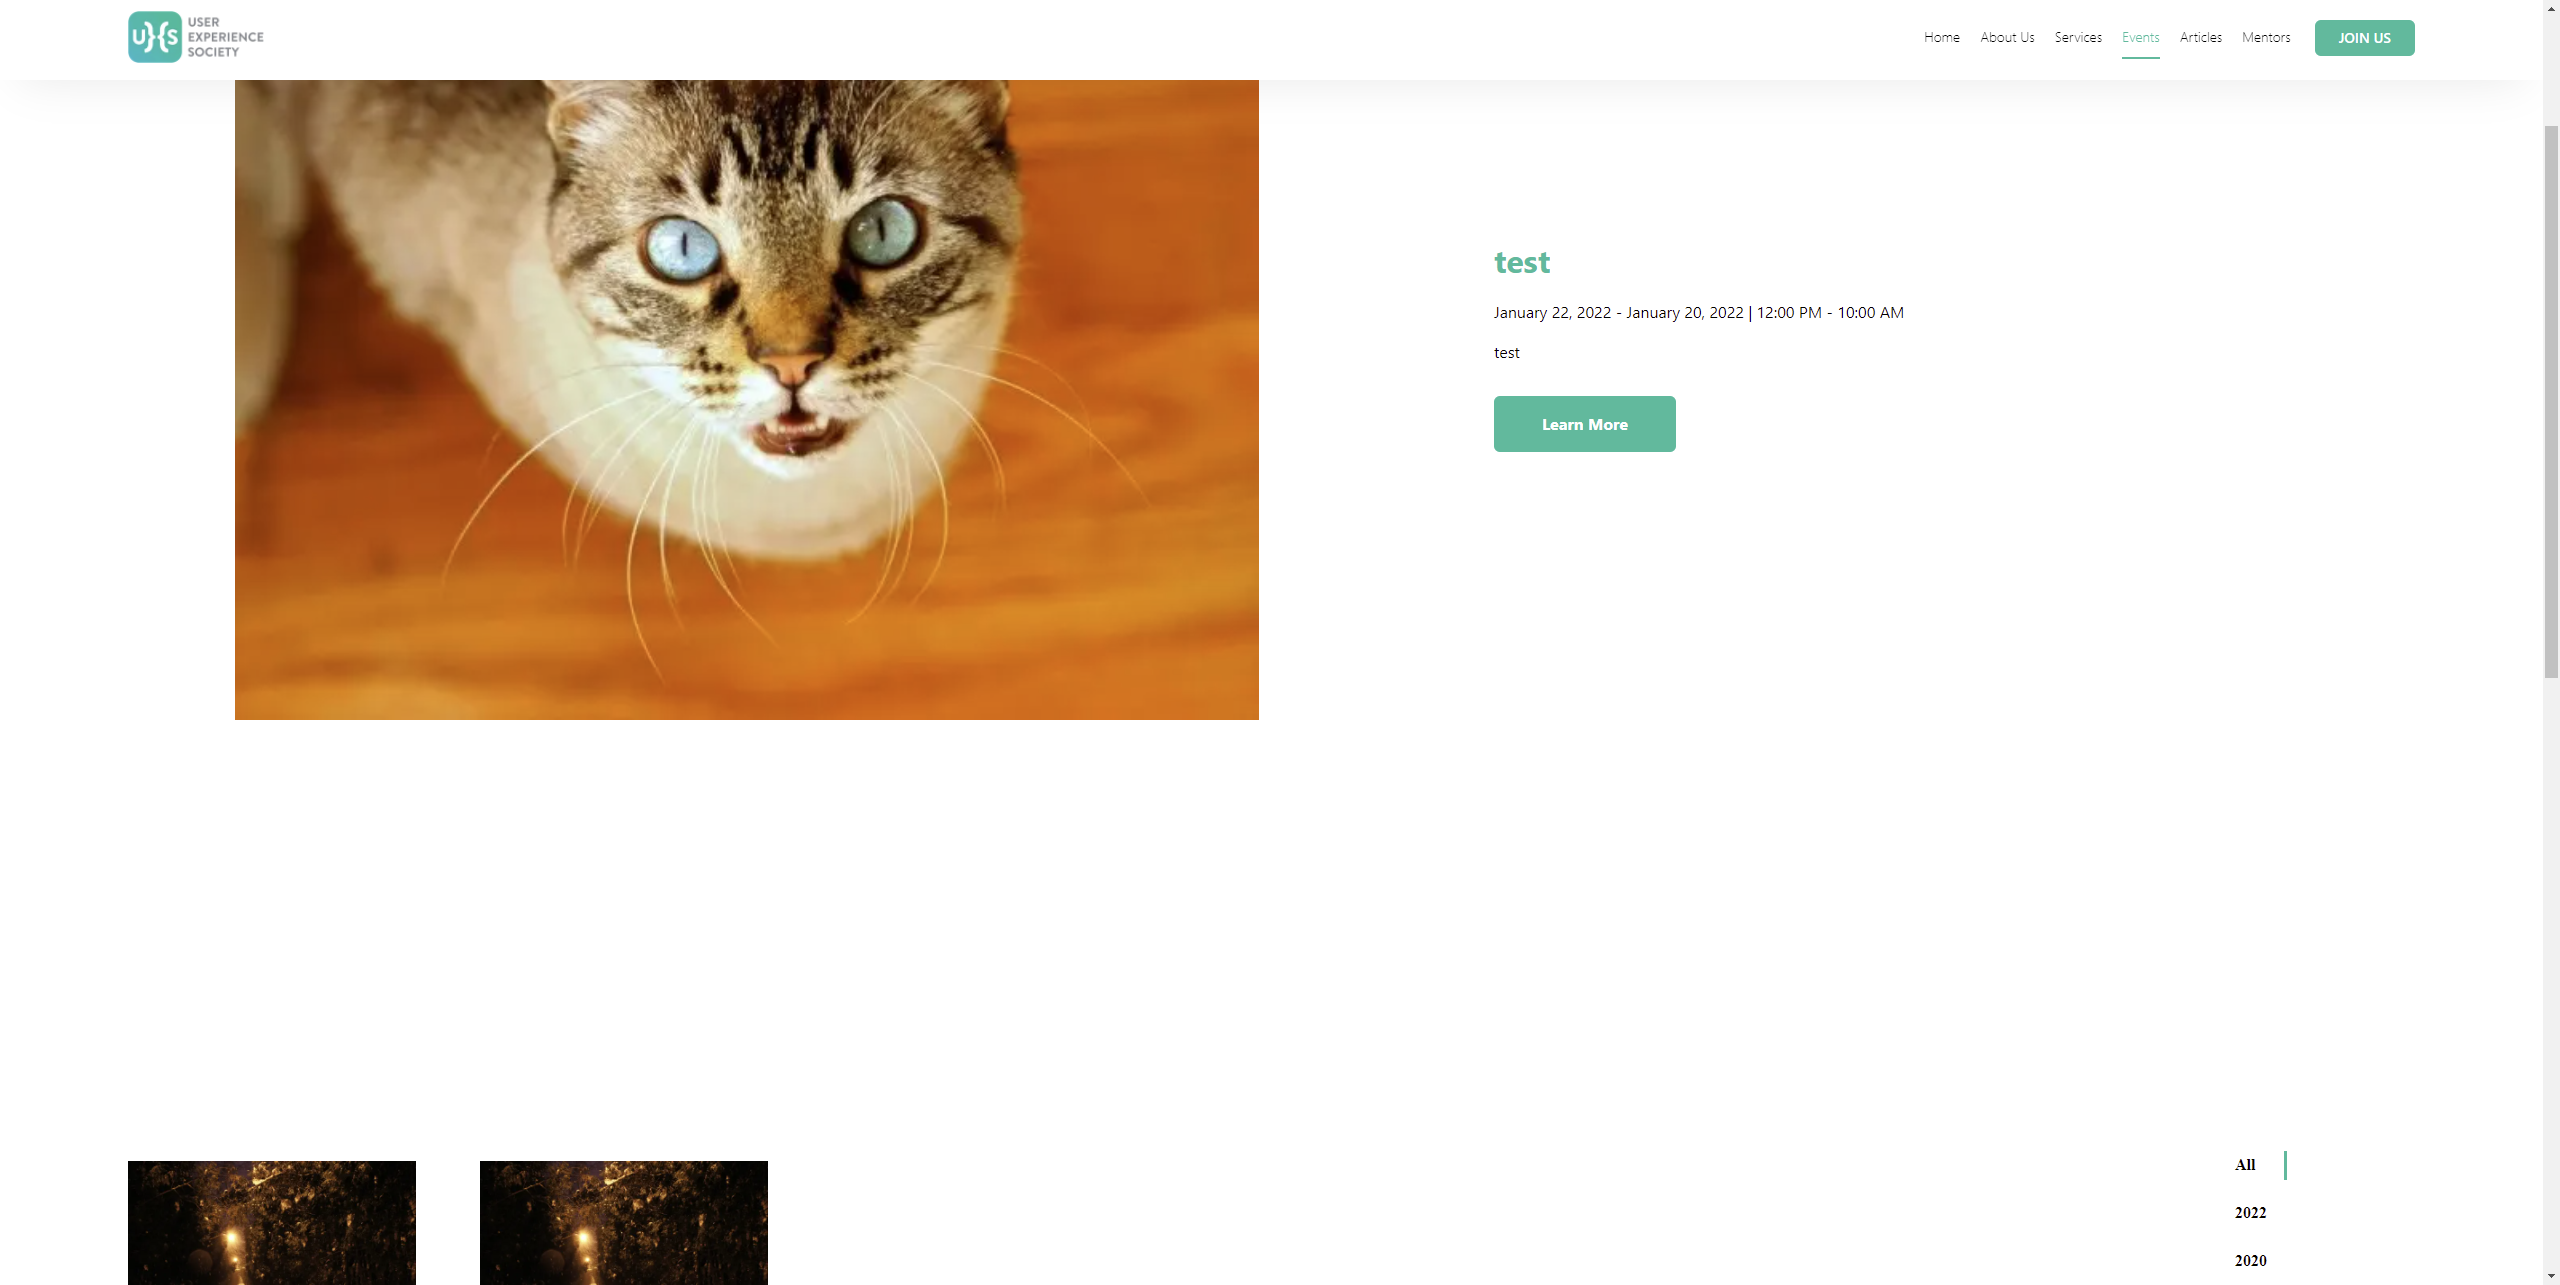 UXS
USER
EXPERIENCE
SOCIETY
Home About Us Services Events Articles Mentors JOIN US
test
January 22, 2022 - January 20, 2022 | 12:00 PM - 10:00 AM
test
Learn More
All
2022
2020